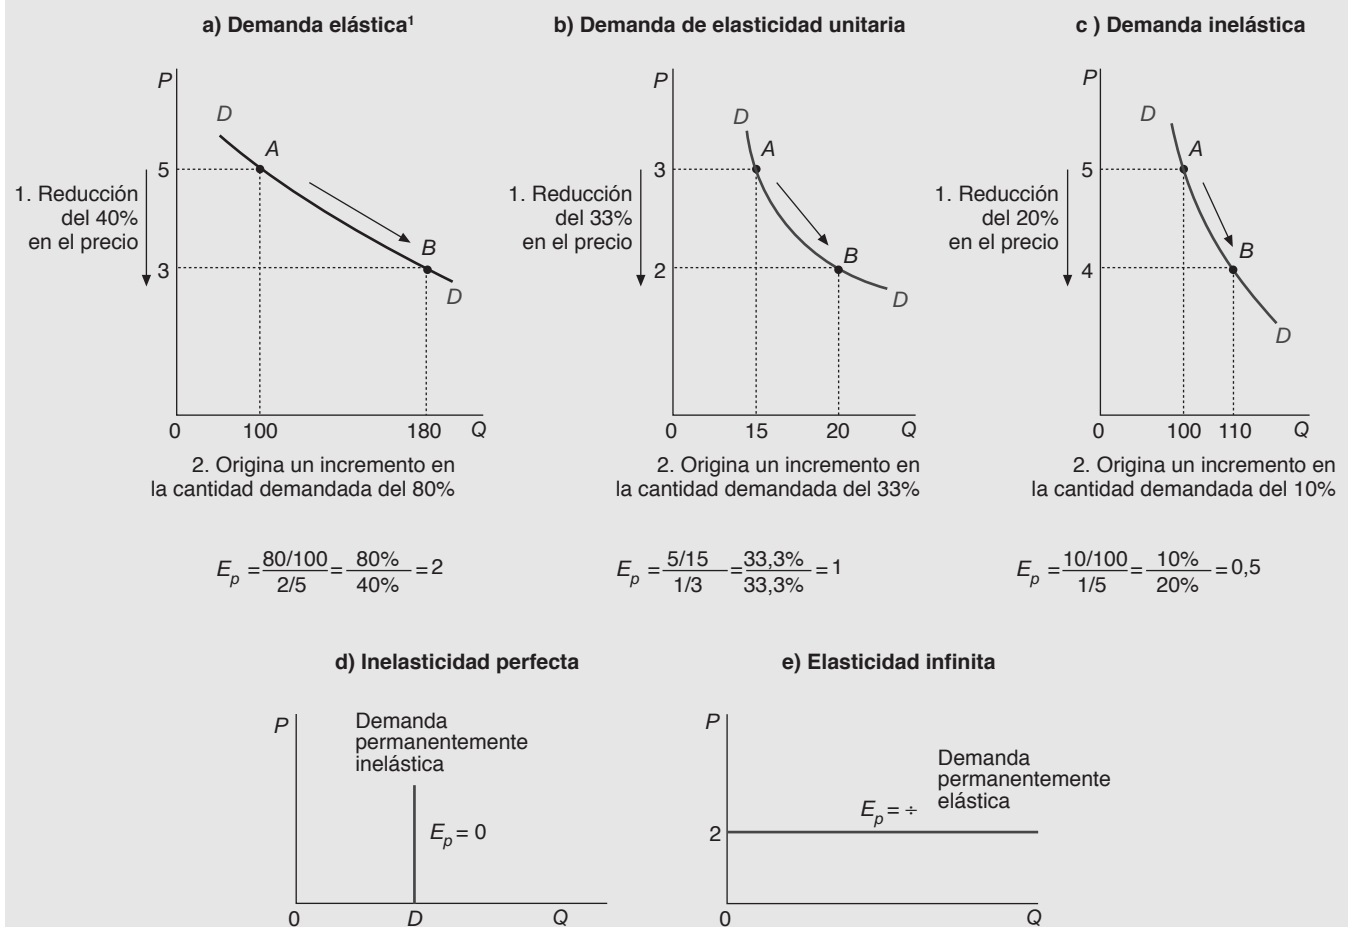 a) Demanda elástica¹
P
D
A
5
1. Reducción
del 40%
en el precio
B
3
D
0
100
180
Q
2. Origina un incremento en
la cantidad demandada del 80%
E_p = 80/100 / 2/5 = 80% / 40% = 2
b) Demanda de elasticidad unitaria
P
D
A
3
1. Reducción
del 33%
en el precio
B
2
D
0
15
20
Q
2. Origina un incremento en
la cantidad demandada del 33%
E_p = 5/15 / 1/3 = 33,3% / 33,3% = 1
c ) Demanda inelástica
P
D
A
5
1. Reducción
del 20%
en el precio
B
4
D
0
100
110
Q
2. Origina un incremento en
la cantidad demandada del 10%
E_p = 10/100 / 1/5 = 10% / 20% = 0,5
d) Inelasticidad perfecta
P
Demanda
permanentemente
inelástica
E_p = 0
0
D
Q
e) Elasticidad infinita
P
Demanda
permanentemente
elástica
E_p = ÷
2
0
Q